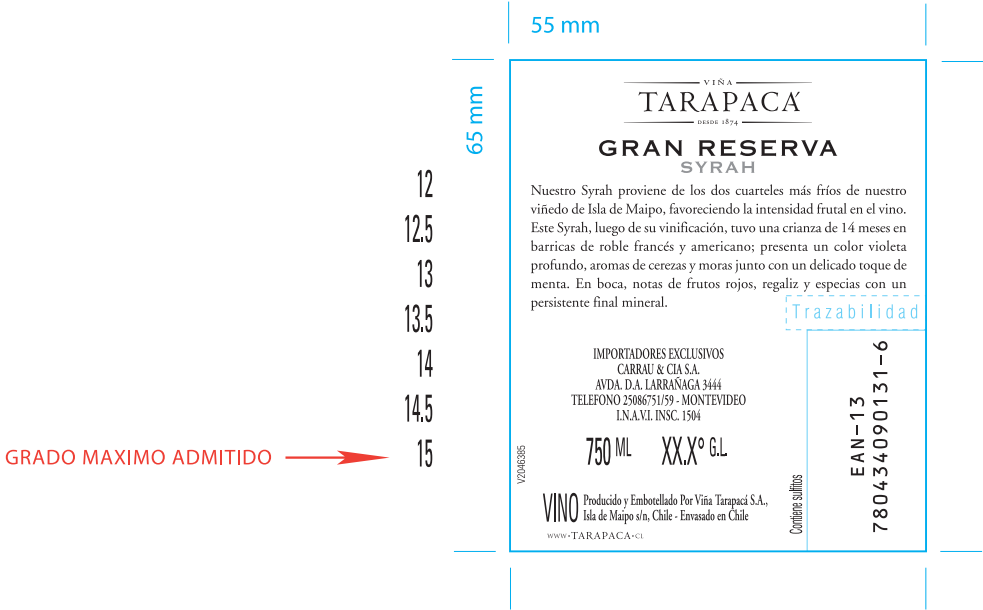 55 mm
65 mm
12
12.5
13
13.5
14
14.5
GRADO MAXIMO ADMITIDO
15
VIÑA
TARAPACÁ
DESDE 1874
GRAN RESERVA
SYRAH
Nuestro Syrah proviene de los dos cuarteles más fríos de nuestro
viñedo de Isla de Maipo, favoreciendo la intensidad frutal en el vino.
Este Syrah, luego de su vinificación, tuvo una crianza de 14 meses en
barricas de roble francés y americano; presenta un color violeta
profundo, aromas de cerezas y moras junto con un delicado toque de
menta. En boca, notas de frutos rojos, regaliz y especias con un
persistente final mineral.
Trazabilidad
IMPORTADORES EXCLUSIVOS
CARRAU & CIA S.A.
AVDA. D.A. LARRAÑAGA 3444
TELEFONO 25086751/59 - MONTEVIDEO
I.N.A.V.I. INSC. 1504
750 ML XX.X° G.L.
V2046385
VINO Producido y Embotellado Por Viña Tarapacá S.A.,
Isla de Maipo s/n, Chile - Envasado en Chile
WWW•TARAPACA•CL
Contiene sulfitos
EAN-13
780434090131-6